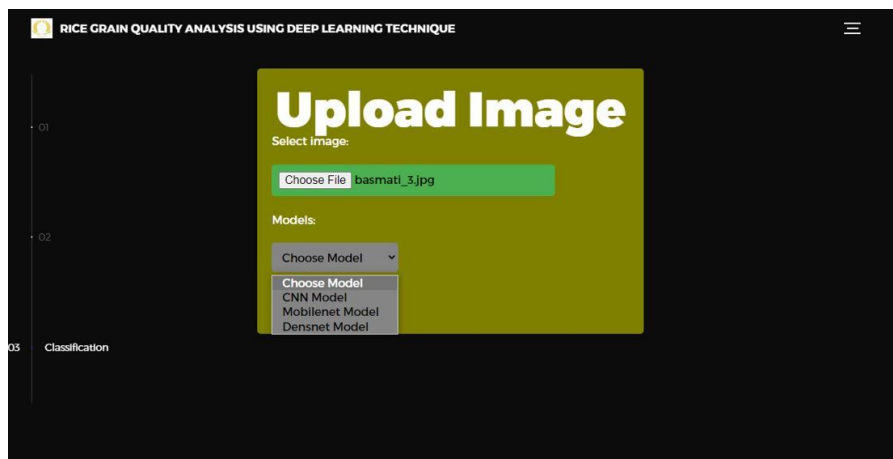 RICE GRAIN QUALITY ANALYSIS USING DEEP LEARNING TECHNIQUE
01
02
03 Classification
Upload Image
Select image:
Choose File basmati_3.jpg
Models:
Choose Model
Choose Model
CNN Model
Mobilenet Model
Densnet Model